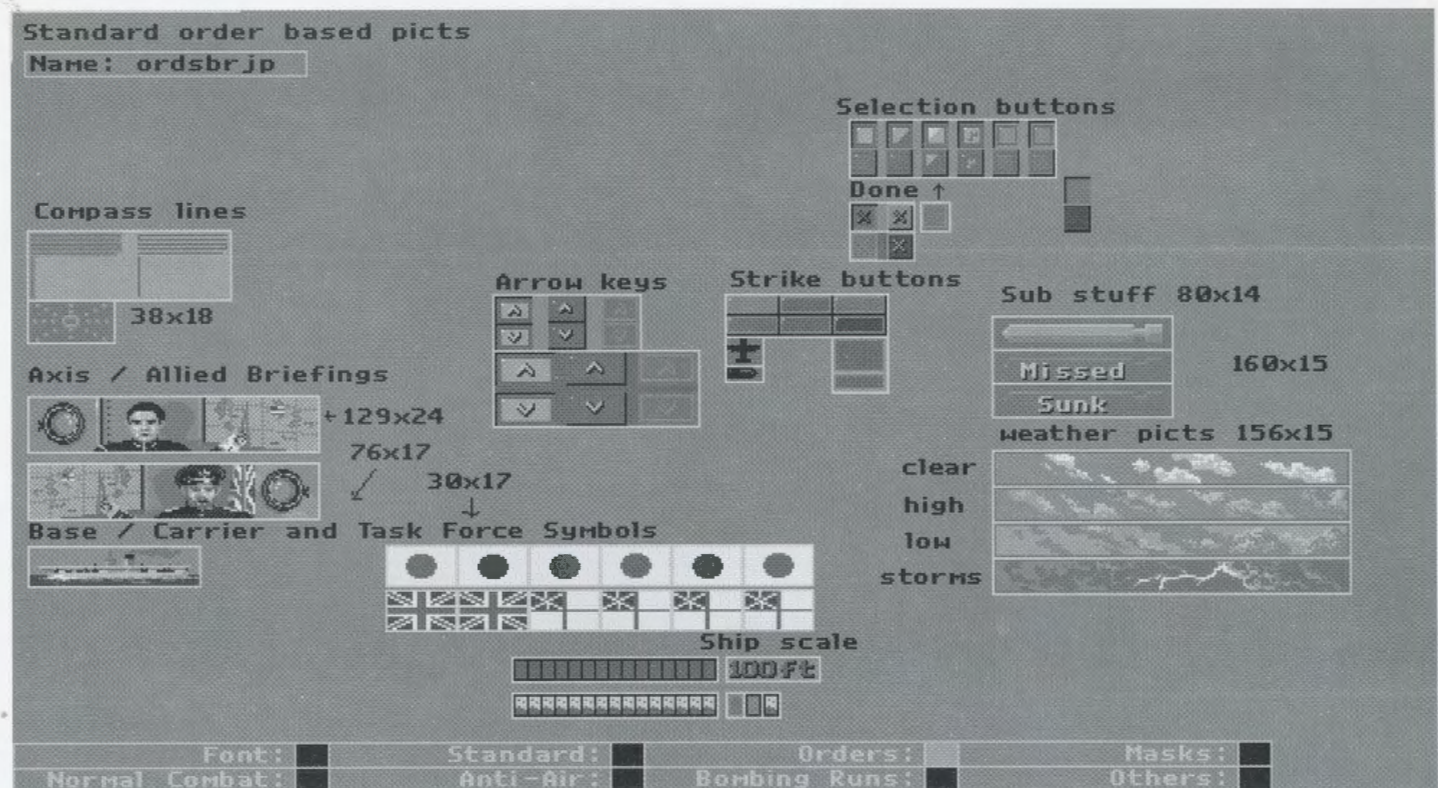 Standard order based picts
Name: ordsbrjp
Selection buttons
Done ↑
Compass lines
38x18
Arrow keys
Strike buttons
Sub stuff 80x14
Missed
160x15
Sunk
Axis / Allied Briefings
←129x24
76x17
30x17
weather picts 156x15
clear
high
low
storms
Base / Carrier and Task Force Symbols
Ship scale
100ft
Font:
Standard:
Orders:
Masks:
Normal Combat:
Anti-Air:
Bombing Runs:
Others: